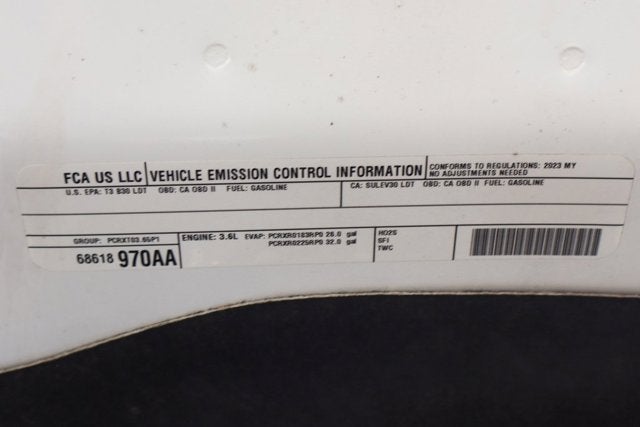 FCA US LLC VEHICLE EMISSION CONTROL INFORMATION CONFORMS TO REGULATIONS: 2023 MY
NO ADJUSTMENTS NEEDED
U.S. EPA: T3 B30 LDT OBD: CA OBD II FUEL: GASOLINE CA: SULEV30 LDT OBD: CA OBD II FUEL: GASOLINE
GROUP: PCRXT03.65P1 ENGINE: 3.6L EVAP: PCRXR0183RP0 26.0 gal HO2S
PCRXR0225RP0 32.0 gal SFI
68618 970AA TWC